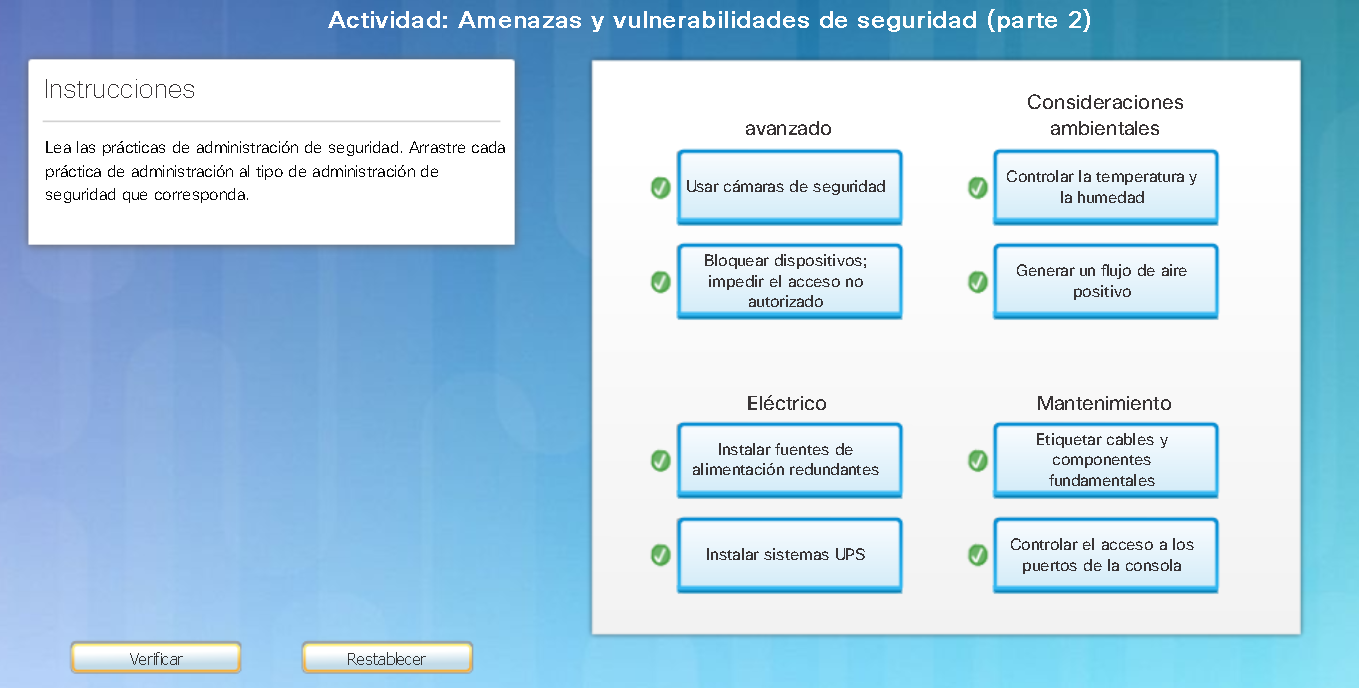 Actividad: Amenazas y vulnerabilidades de seguridad (parte 2)
Instrucciones
Lea las prácticas de administración de seguridad. Arrastre cada
práctica de administración al tipo de administración de
seguridad que corresponda.
avanzado
Usar cámaras de seguridad
Bloquear dispositivos;
impedir el acceso no
autorizado
Consideraciones
ambientales
Controlar la temperatura y
la humedad
Generar un flujo de aire
positivo
Eléctrico
Instalar fuentes de
alimentación redundantes
Instalar sistemas UPS
Mantenimiento
Etiquetar cables y
componentes
fundamentales
Controlar el acceso a los
puertos de la consola
Verificar
Restablecer